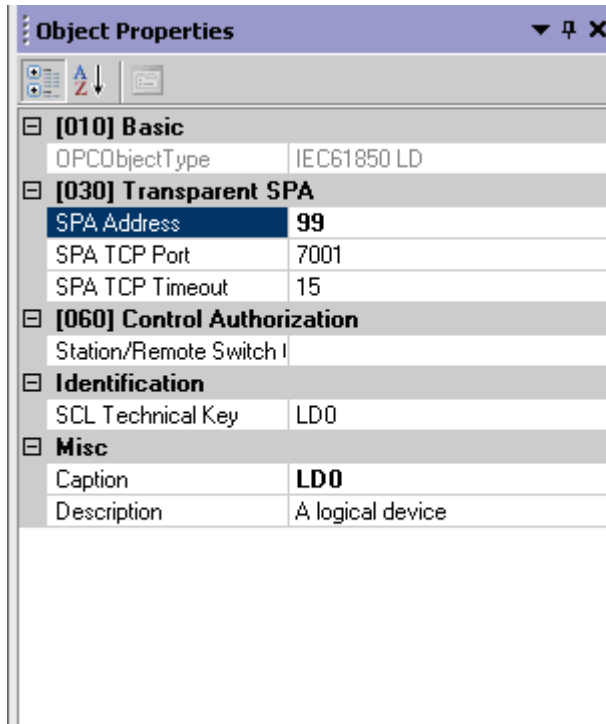 Object Properties
[010] Basic
OPCObjectType IEC61850 LD
[030] Transparent SPA
SPA Address 99
SPA TCP Port 7001
SPA TCP Timeout 15
[060] Control Authorization
Station/Remote Switch
Identification
SCL Technical Key LD0
Misc
Caption LD0
Description A logical device